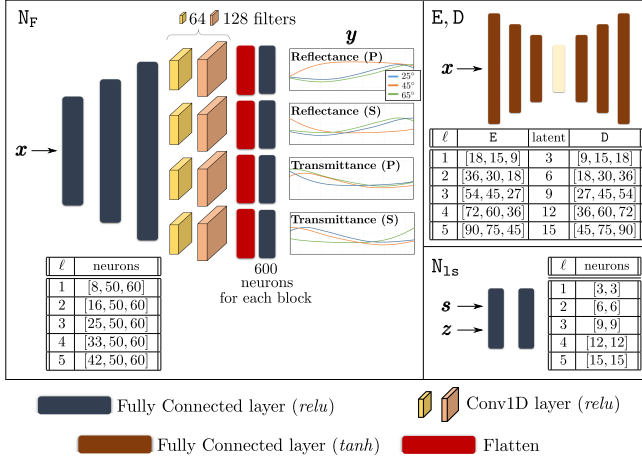 N_F
64 128 filters
y
Reflectance (P)
25°
45°
65°
Reflectance (S)
Transmittance (P)
Transmittance (S)
x
600
neurons
for each block
ℓ neurons
1 [8, 50, 60]
2 [16, 50, 60]
3 [25, 50, 60]
4 [33, 50, 60]
5 [42, 50, 60]
E, D
x
ℓ E latent D
1 [18, 15, 9] 3 [9, 15, 18]
2 [36, 30, 18] 6 [18, 30, 36]
3 [54, 45, 27] 9 [27, 45, 54]
4 [72, 60, 36] 12 [36, 60, 72]
5 [90, 75, 45] 15 [45, 75, 90]
N_ls
s
z
ℓ neurons
1 [3, 3]
2 [6, 6]
3 [9, 9]
4 [12, 12]
5 [15, 15]
Fully Connected layer (relu)
Conv1D layer (relu)
Fully Connected layer (tanh)
Flatten